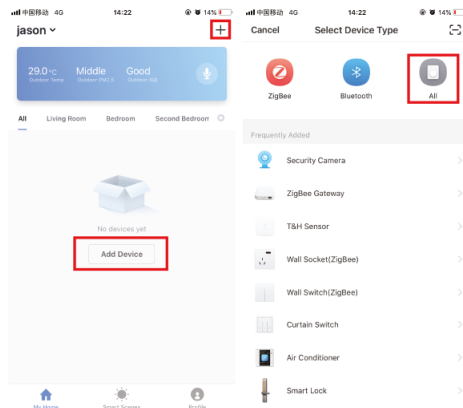 中国移动 4G 14:22 14%
jason
29.0 °C Middle Good
Outdoor Temp Outdoor PM2.5 Outdoor AQI
All Living Room Bedroom Second Bedroom
No devices yet
Add Device
My Home Smart Scenes Profile
中国移动 4G 14:22 14%
Cancel Select Device Type
ZigBee Bluetooth All
Frequently Added
Security Camera
ZigBee Gateway
T&H Sensor
Wall Socket(ZigBee)
Wall Switch(ZigBee)
Curtain Switch
Air Conditioner
Smart Lock